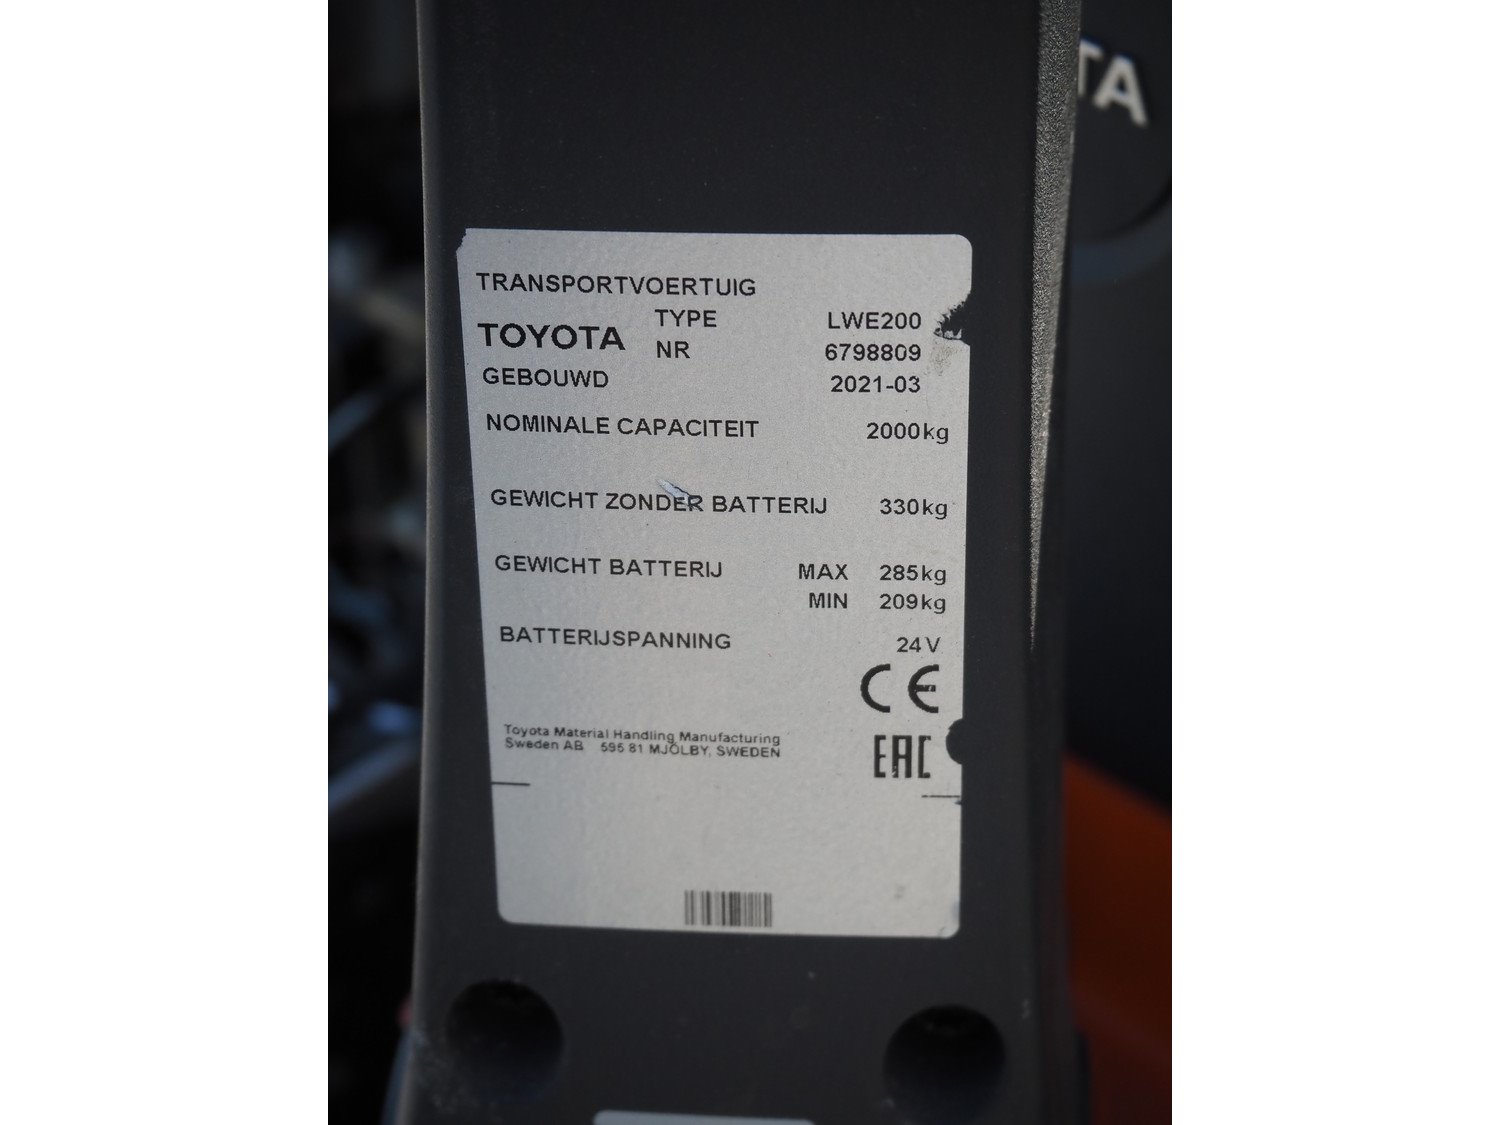 TA
TRANSPORTVOERTUIG
TOYOTA TYPE LWE200
NR 6798809
GEBOUWD 2021-03
NOMINALE CAPACITEIT 2000kg
GEWICHT ZONDER BATTERIJ 330kg
GEWICHT BATTERIJ MAX 285kg
MIN 209kg
BATTERIJSPANNING 24V
CE
Toyota Material Handling Manufacturing
Sweden AB 595 81 MJÖLBY, SWEDEN
EAC